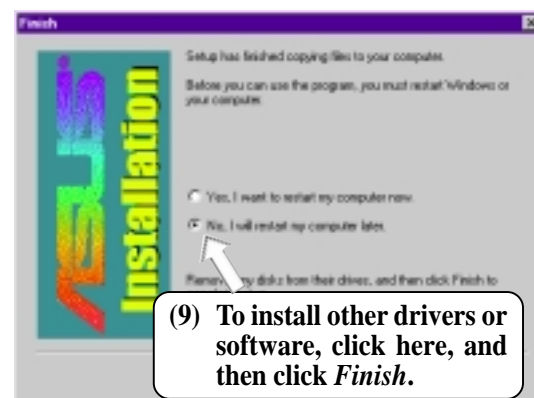 Finish
ASUS
Installation
Setup has finished copying files to your computer.
Before you can use the program, you must restart Windows or
your computer.
Yes, I want to restart my computer now.
No, I will restart my computer later.
Remove any disks from their drives, and then click Finish to
(9) To install other drivers or
software, click here, and
then click Finish.